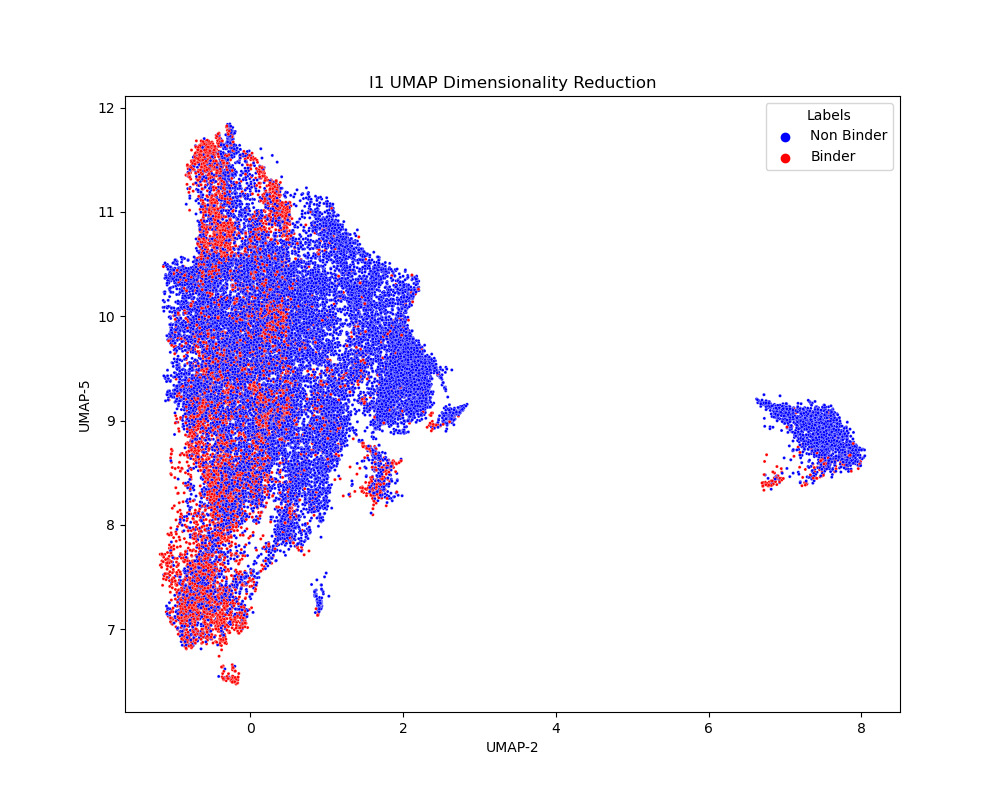 I1 UMAP Dimensionality Reduction
Labels
Non Binder
Binder
12
11
10
9
8
7
UMAP-5
0
2
4
6
8
UMAP-2